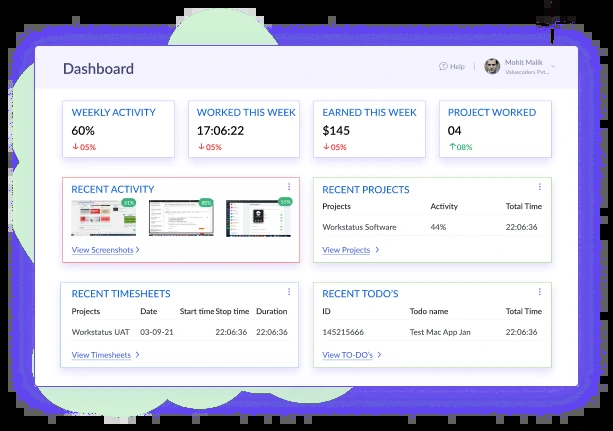 Dashboard
Help
Mohit Malik
Valuecoders Pvt...
WEEKLY ACTIVITY
60%
05%
WORKED THIS WEEK
17:06:22
05%
EARNED THIS WEEK
$145
05%
PROJECT WORKED
04
08%
RECENT ACTIVITY
61%
View Screenshots
RECENT PROJECTS
Projects Activity Total Time
Workstatus Software 44% 22:06:36
View Projects
RECENT TIMESHEETS
Projects Date Start time Stop time Duration
Workstatus UAT 03-09-21 22:06:36 22:06:36
View Timesheets
RECENT TODO'S
ID Todo name Total Time
145215666 Test Mac App Jan 22:06:36
View TO-DO's